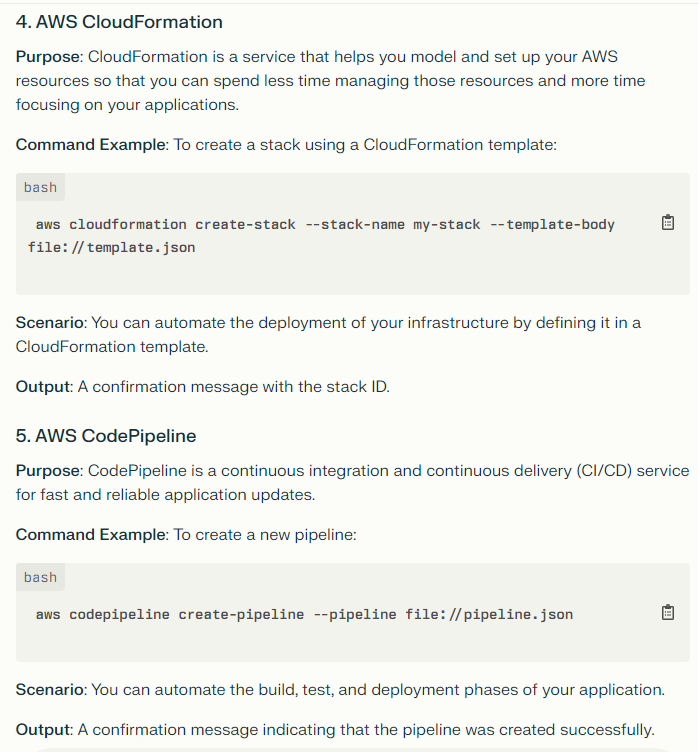 4. AWS CloudFormation
Purpose: CloudFormation is a service that helps you model and set up your AWS
resources so that you can spend less time managing those resources and more time
focusing on your applications.
Command Example: To create a stack using a CloudFormation template:
bash
aws cloudformation create-stack --stack-name my-stack --template-body
file://template.json
Scenario: You can automate the deployment of your infrastructure by defining it in a
CloudFormation template.
Output: A confirmation message with the stack ID.
5. AWS CodePipeline
Purpose: CodePipeline is a continuous integration and continuous delivery (CI/CD) service
for fast and reliable application updates.
Command Example: To create a new pipeline:
bash
aws codepipeline create-pipeline --pipeline file://pipeline.json
Scenario: You can automate the build, test, and deployment phases of your application.
Output: A confirmation message indicating that the pipeline was created successfully.